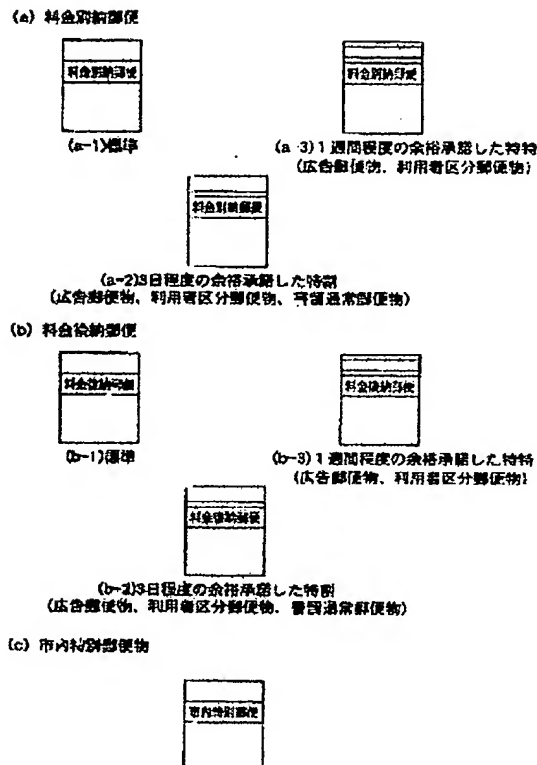 (a) 料金別納郵便
料金別納郵便
料金別納郵便
(a-1)標準
(a-3)1週間程度の余裕承諾した特特
(広告郵便物、利用者区分郵便物)
料金別納郵便
(a-2)3日程度の余裕承諾した特割
(広告郵便物、利用者区分郵便物、書留通常郵便物)
(b) 料金後納郵便
料金後納郵便
料金後納郵便
(b-1)標準
(b-3)1週間程度の余裕承諾した特特
(広告郵便物、利用者区分郵便物)
料金後納郵便
(b-2)3日程度の余裕承諾した特割
(広告郵便物、利用者区分郵便物、書留通常郵便物)
(c) 市内特別郵便物
市内特別郵便